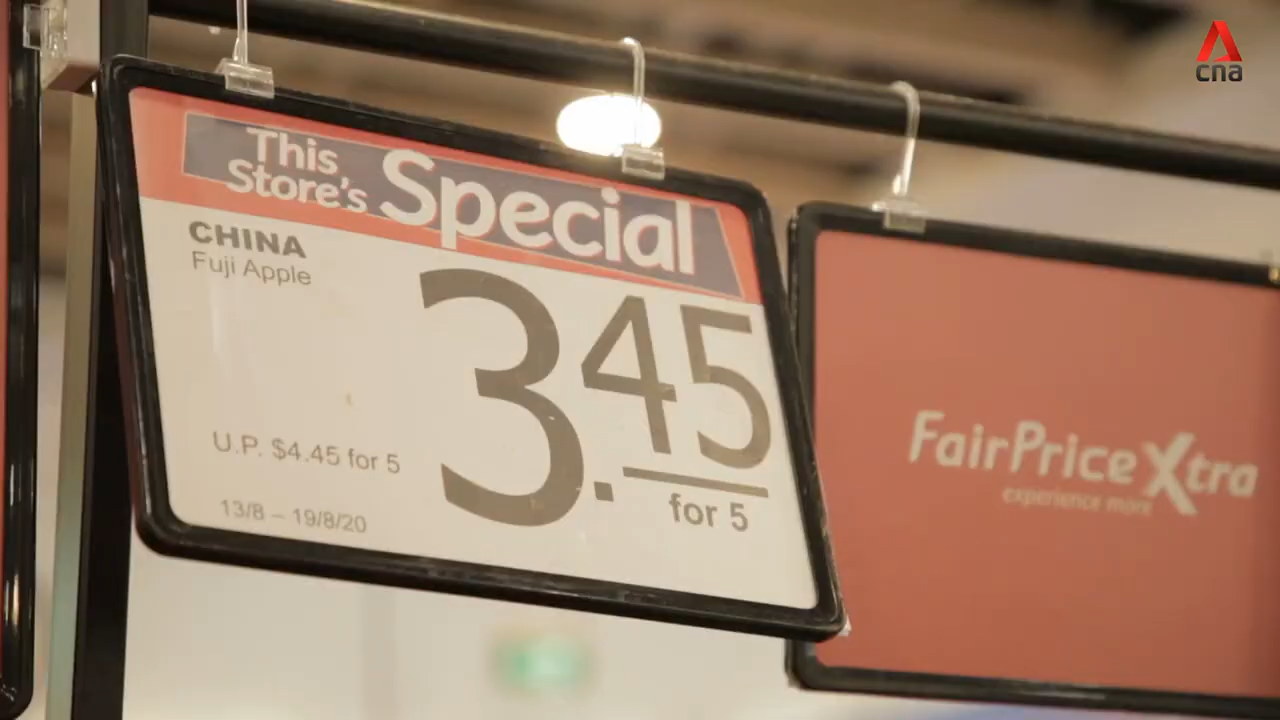 cna
This
Store's Special
CHINA
Fuji Apple
3.45
for 5
U.P. $4.45 for 5
13/8 – 19/8/20
FairPrice Xtra
experience more